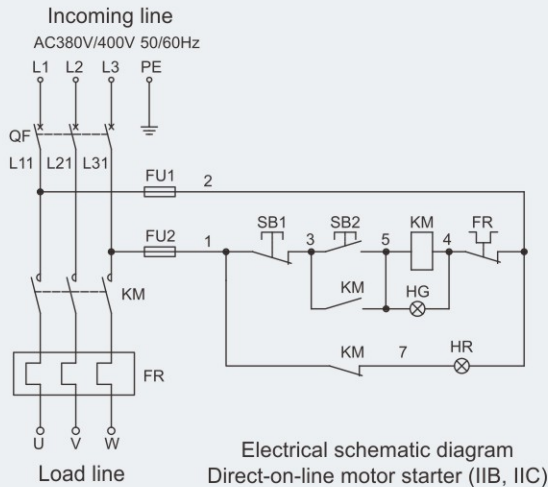 Incoming line
AC380V/400V 50/60Hz
L1 L2 L3 PE
QF
L11 L21 L31
FU1 2
FU2 1 SB1 3 SB2 5 KM 4 FR
KM HG
KM
KM 7 HR
FR
U V W
Load line
Electrical schematic diagram
Direct-on-line motor starter (IIB, IIC)